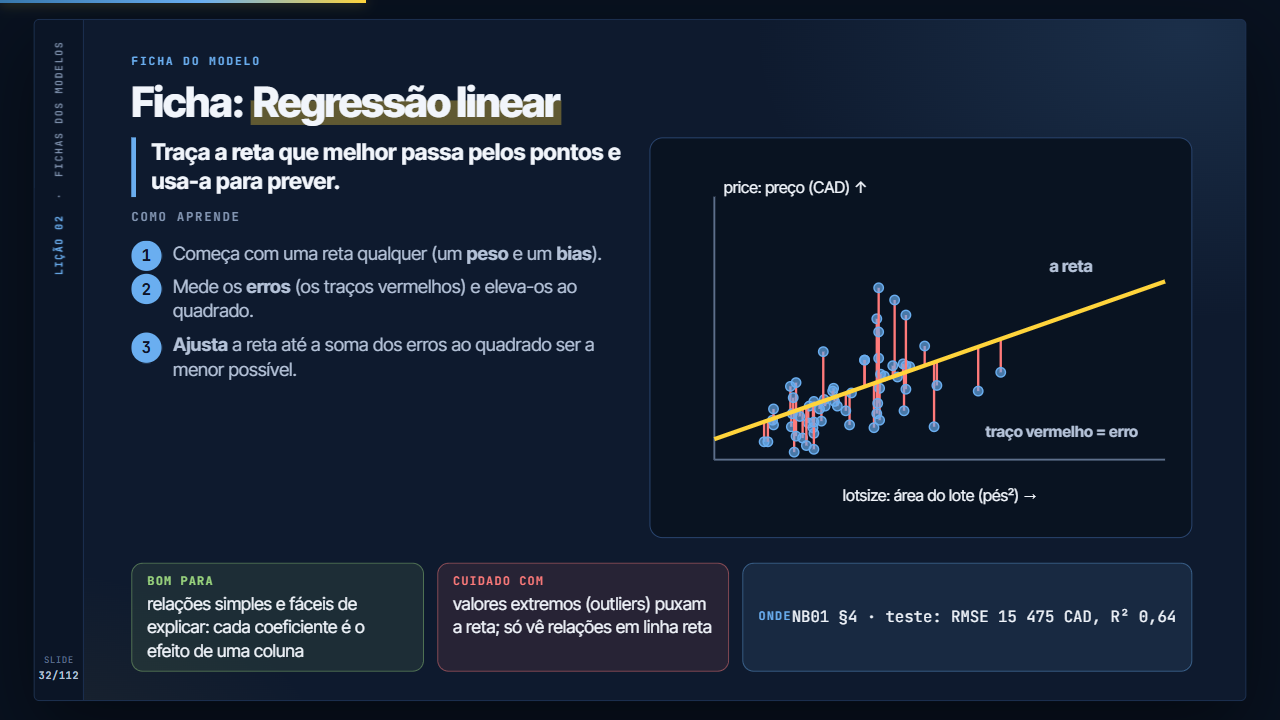 LIÇÃO 02 · FICHAS DOS MODELOS
FICHA DO MODELO
Ficha: Regressão linear
Traça a reta que melhor passa pelos pontos e
usa-a para prever.
COMO APRENDE
1 Começa com uma reta qualquer (um peso e um bias).
2 Mede os erros (os traços vermelhos) e eleva-os ao
quadrado.
3 Ajusta a reta até a soma dos erros ao quadrado ser a
menor possível.
price: preço (CAD) ↑
a reta
traço vermelho = erro
lotsize: área do lote (pés²) →
BOM PARA
relações simples e fáceis de
explicar: cada coeficiente é o
efeito de uma coluna
CUIDADO COM
valores extremos (outliers) puxam
a reta; só vê relações em linha reta
ONDE NB01 §4 · teste: RMSE 15 475 CAD, R² 0,64
SLIDE
32/112